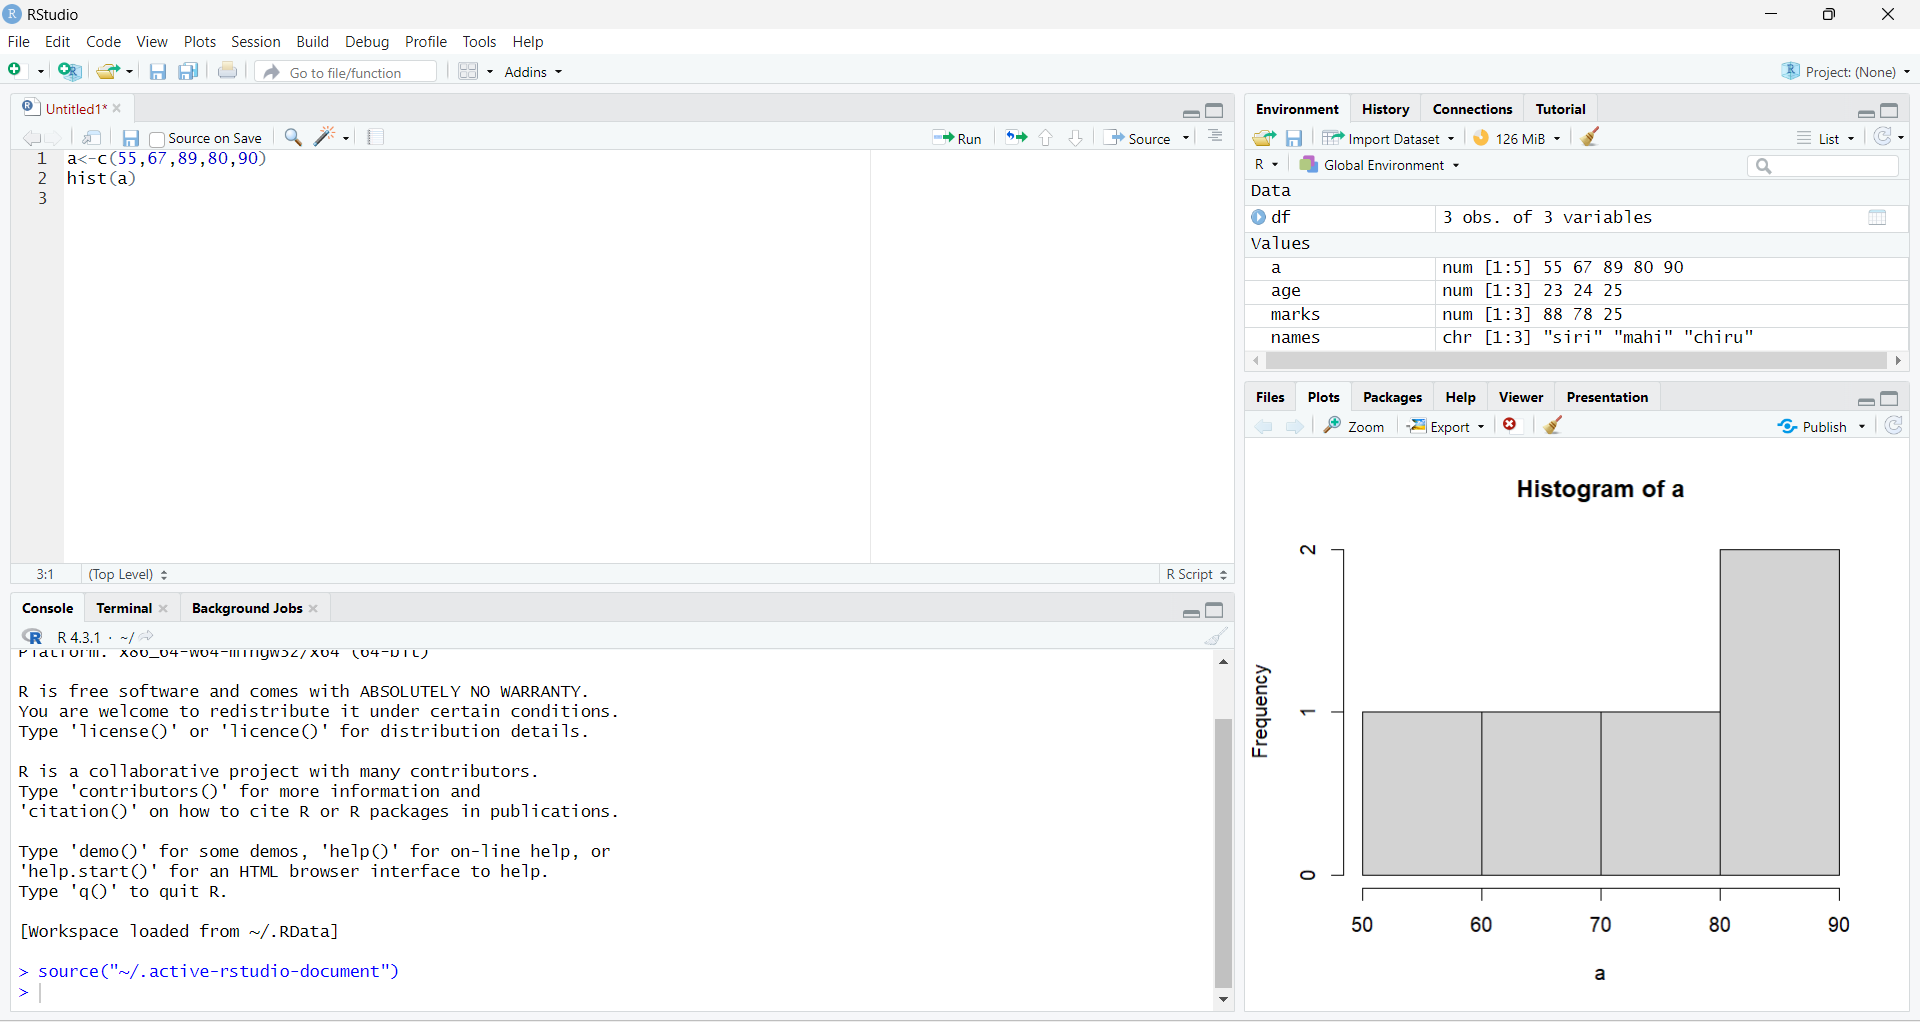 RStudio
File Edit Code View Plots Session Build Debug Profile Tools Help
Go to file/function Addins Project: (None)
Untitled1*
Source on Save Run Source
1 a<-c(55,67,89,80,90)
2 hist(a)
3
3:1 (Top Level) R Script
Console Terminal Background Jobs
R 4.3.1 · ~/
Platform: x86_64-w64-mingw32/x64 (64-bit)
R is free software and comes with ABSOLUTELY NO WARRANTY.
You are welcome to redistribute it under certain conditions.
Type 'license()' or 'licence()' for distribution details.
R is a collaborative project with many contributors.
Type 'contributors()' for more information and
'citation()' on how to cite R or R packages in publications.
Type 'demo()' for some demos, 'help()' for on-line help, or
'help.start()' for an HTML browser interface to help.
Type 'q()' to quit R.
[Workspace loaded from ~/.RData]
> source("~/.active-rstudio-document")
>
Environment History Connections Tutorial
Import Dataset 126 MiB List
R Global Environment
Data
df 3 obs. of 3 variables
Values
a num [1:5] 55 67 89 80 90
age num [1:3] 23 24 25
marks num [1:3] 88 78 25
names chr [1:3] "siri" "mahi" "chiru"
Files Plots Packages Help Viewer Presentation
Zoom Export Publish
Histogram of a
Frequency
2
1
0
50 60 70 80 90
a